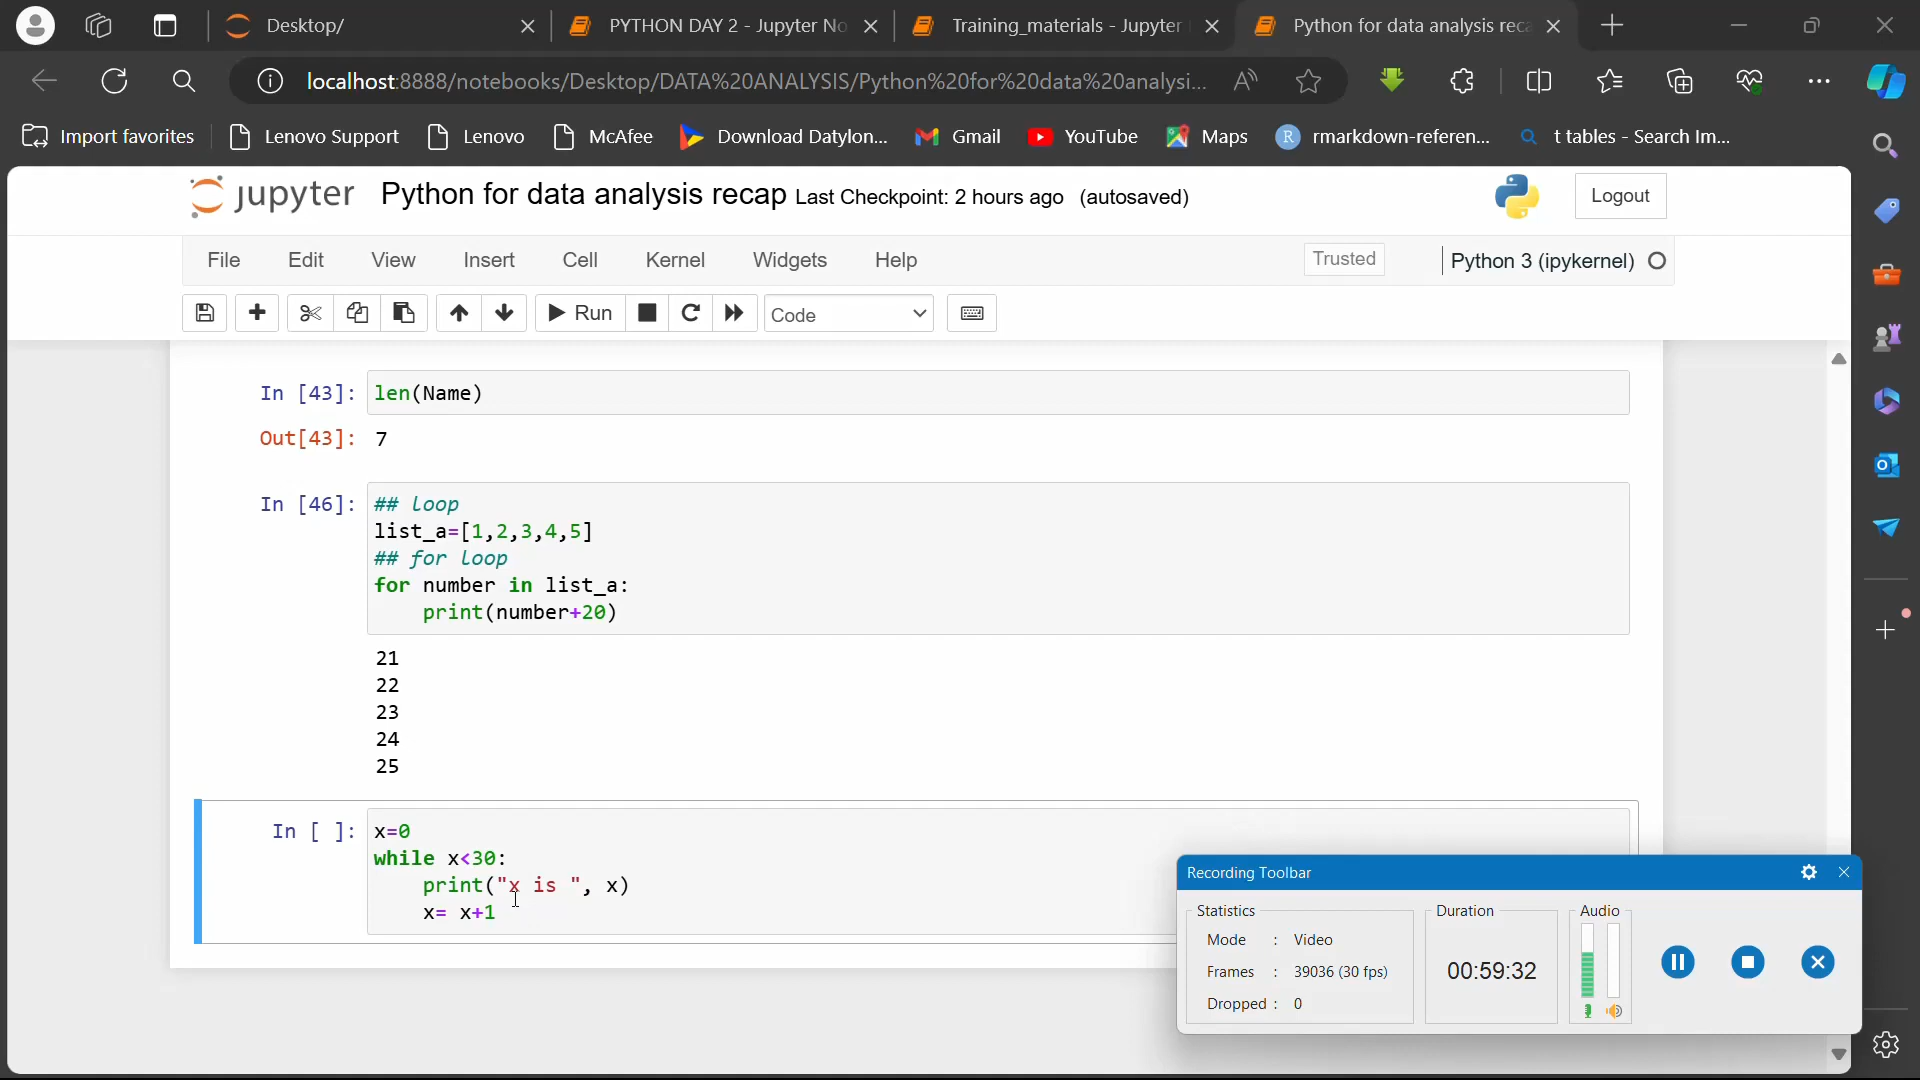 Desktop/
PYTHON DAY 2 - Jupyter No
Training_materials - Jupyter
Python for data analysis reca
localhost:8888/notebooks/Desktop/DATA%20ANALYSIS/Python%20for%20data%20analysi...
Import favorites
Lenovo Support
Lenovo
McAfee
Download Datylon...
Gmail
YouTube
Maps
R rmarkdown-referen...
t tables - Search Im...
jupyter Python for data analysis recap Last Checkpoint: 2 hours ago (autosaved)
Logout
File Edit View Insert Cell Kernel Widgets Help
Trusted
Python 3 (ipykernel)
Run
Code
In [43]: len(Name)
Out[43]: 7
In [46]: ## loop
list_a=[1,2,3,4,5]
## for loop
for number in list_a:
    print(number+20)
21
22
23
24
25
In [ ]: x=0
while x<30:
    print("x is ", x)
    x= x+1
Recording Toolbar
Statistics
Mode : Video
Frames : 39036 (30 fps)
Dropped : 0
Duration
00:59:32
Audio